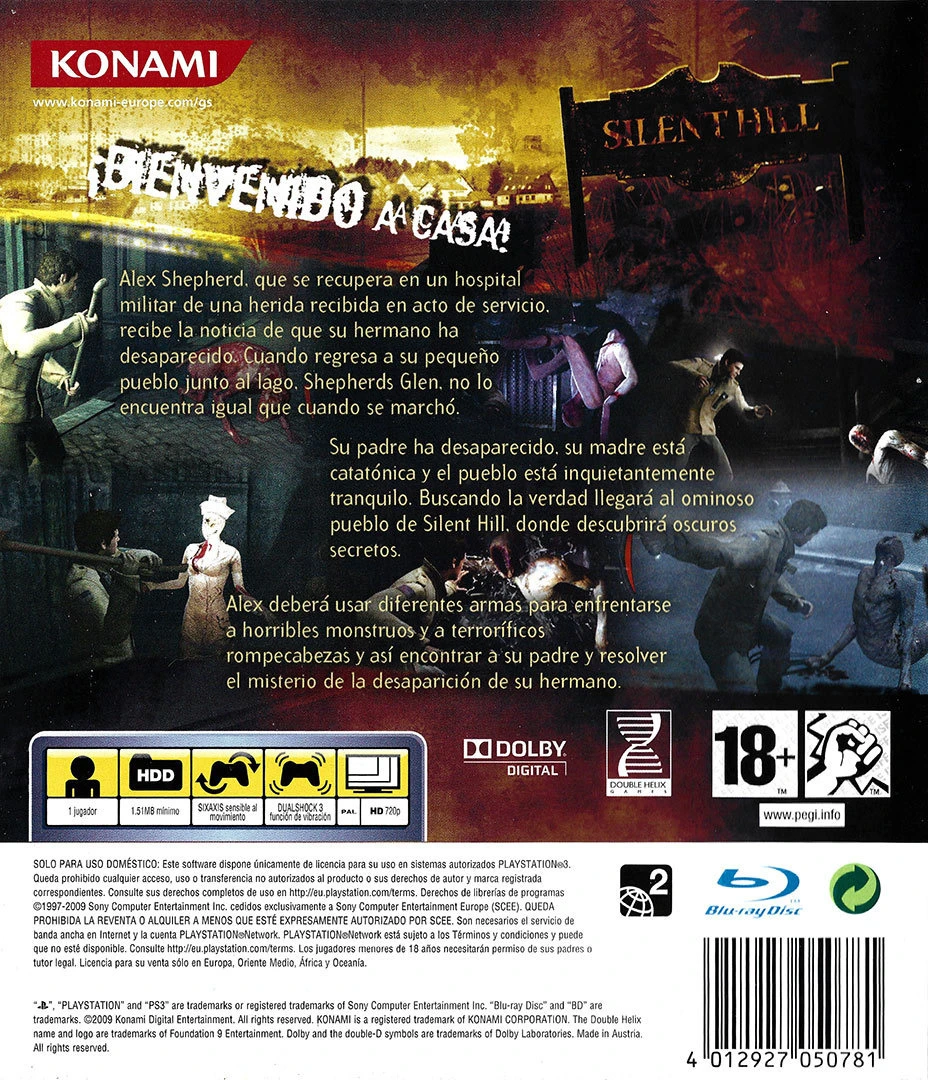 KONAMI
www.konami-europe.com/gs
SILENT HILL
¡BIENVENIDO A CASA!
Alex Shepherd, que se recupera en un hospital
militar de una herida recibida en acto de servicio,
recibe la noticia de que su hermano ha
desaparecido. Cuando regresa a su pequeño
pueblo junto al lago, Shepherds Glen, no lo
encuentra igual que cuando se marchó.
Su padre ha desaparecido, su madre está
catatónica y el pueblo está inquietantemente
tranquilo. Buscando la verdad llegará al ominoso
pueblo de Silent Hill, donde descubrirá oscuros
secretos.
Alex deberá usar diferentes armas para enfrentarse
a horribles monstruos y a terroríficos
rompecabezas y así encontrar a su padre y resolver
el misterio de la desaparición de su hermano.
HDD
1 jugador
1.51MB mínimo
SIXAXIS sensible al
movimiento
DUALSHOCK 3
función de vibración
PAL
HD 720p
DOLBY
DIGITAL
DOUBLE HELIX
GAMES
18+
TM
TM
www.pegi.info
SOLO PARA USO DOMÉSTICO: Este software dispone únicamente de licencia para su uso en sistemas autorizados PLAYSTATION®3.
Queda prohibido cualquier acceso, uso o transferencia no autorizados al producto o sus derechos de autor y marca registrada
correspondientes. Consulte sus derechos completos de uso en http://eu.playstation.com/terms. Derechos de librerías de programas
©1997-2009 Sony Computer Entertainment Inc. cedidos exclusivamente a Sony Computer Entertainment Europe (SCEE). QUEDA
PROHIBIDA LA REVENTA O ALQUILER A MENOS QUE ESTÉ EXPRESAMENTE AUTORIZADO POR SCEE. Son necesarios el servicio de
banda ancha en Internet y la cuenta PLAYSTATION®Network. PLAYSTATION®Network está sujeto a los Términos y condiciones y puede
que no esté disponible. Consulte http://eu.playstation.com/terms. Los jugadores menores de 18 años necesitarán permiso de sus padres o
tutor legal. Licencia para su venta sólo en Europa, Oriente Medio, África y Oceanía.
2
Blu-ray Disc
TM
"", "PLAYSTATION" and "PS3" are trademarks or registered trademarks of Sony Computer Entertainment Inc. "Blu-ray Disc" and "BD" are
trademarks. ©2009 Konami Digital Entertainment. All rights reserved. KONAMI is a registered trademark of KONAMI CORPORATION. The Double Helix
name and logo are trademarks of Foundation 9 Entertainment. Dolby and the double-D symbols are trademarks of Dolby Laboratories. Made in Austria.
All rights reserved.
4 012927 050781